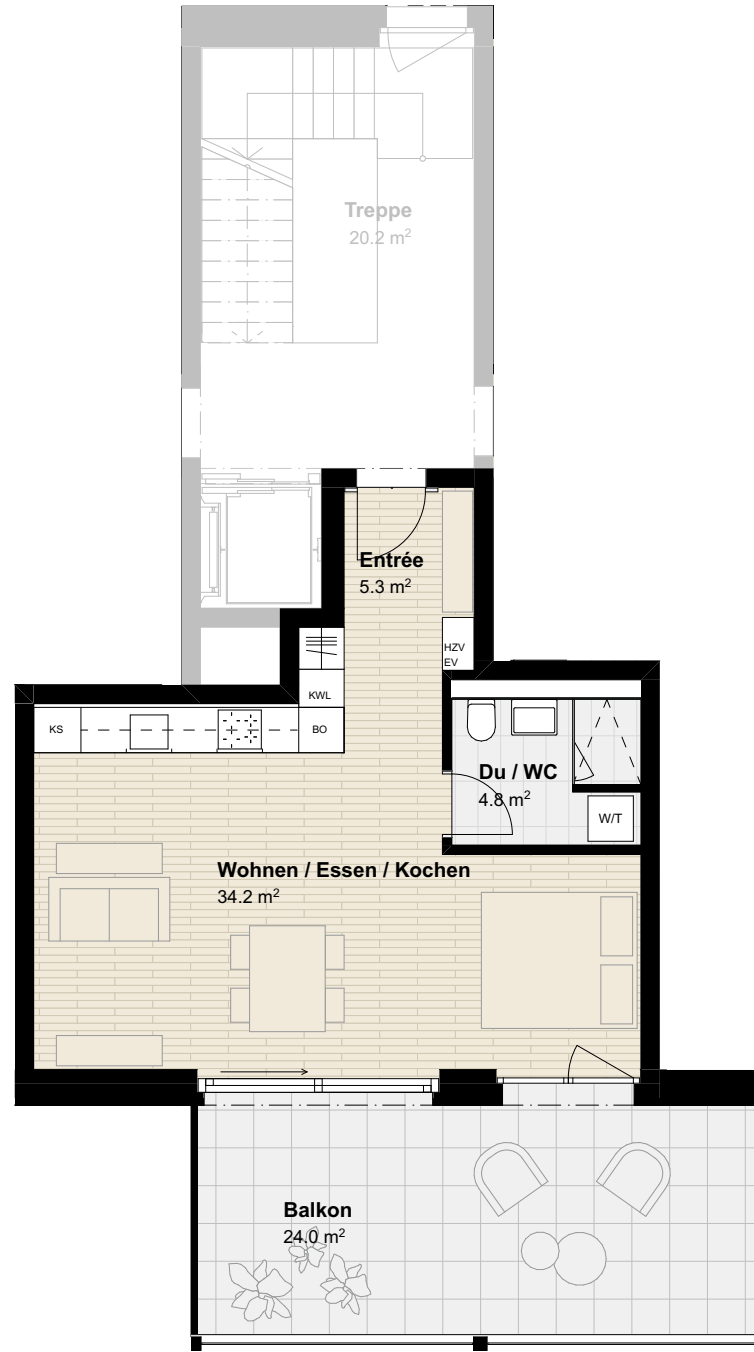 Treppe
20.2 m²
Entrée
5.3 m²
HZV
EV
KWL
KS
BO
Du / WC
4.8 m²
W/T
Wohnen / Essen / Kochen
34.2 m²
Balkon
24.0 m²